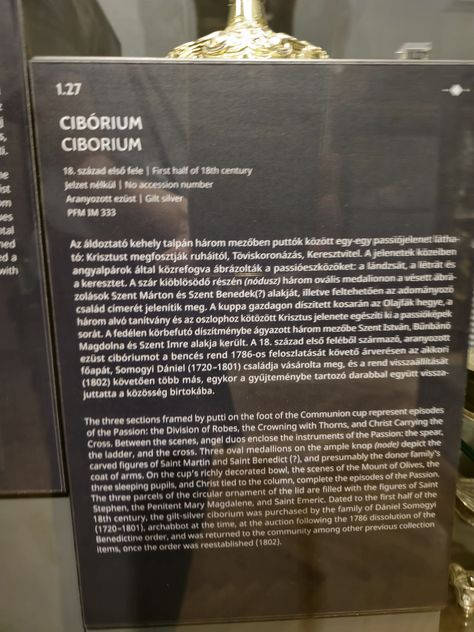 1.27
CIBÓRIUM
CIBORIUM
18. század első fele | First half of 18th century
Jelzet nélkül | No accession number
Aranyozott ezüst | Gilt silver
PFM IM 333
Az áldoztató kehely talpán három mezőben puttók között egy-egy passiójelenet látha-
tó: Krisztust megfosztják ruháitól, Töviskoronázás, Keresztvitel. A jelenetek közeiben
angyalpárok által közrefogva ábrázolták a passióeszközöket: a lándzsát, a létrát és
a keresztet. A szár kiöblösödő részén (nódusz) három ovális medalionon a vésett ábrá-
zolások Szent Márton és Szent Benedek(?) alakját, illetve feltehetően az adományozó
család címerét jelenítik meg. A kuppa gazdagon díszített kosarán az Olajfák hegye, a
három alvó tanítvány és az oszlophoz kötözött Krisztus jelenete egészíti ki a passióképek
sorát. A fedélen körbefutó díszítménybe ágyazott három mezőbe Szent István, Bűnbánó
Magdolna és Szent Imre alakja került. A 18. század első feléből származó, aranyozott
ezüst cibóriumot a bencés rend 1786-os feloszlatását követő árverésen az akkori
főapát, Somogyi Dániel (1720–1801) családja vásárolta meg, és a rend visszaállítását
(1802) követően több más, egykor a gyűjteménybe tartozó darabbal együtt vissza-
juttatta a közösség birtokába.
The three sections framed by putti on the foot of the Communion cup represent episodes
of the Passion: the Division of Robes, the Crowning with Thorns, and Christ Carrying the
Cross. Between the scenes, angel duos enclose the instruments of the Passion: the spear,
the ladder, and the cross. Three oval medallions on the ample knop (node) depict the
carved figures of Saint Martin and Saint Benedict (?), and presumably the donor family's
coat of arms. On the cup's richly decorated bowl, the scenes of the Mount of Olives, the
three sleeping pupils, and Christ tied to the column, complete the episodes of the Passion.
The three parcels of the circular ornament of the lid are filled with the figures of Saint
Stephen, the Penitent Mary Magdalene, and Saint Emeric. Dated to the first half of the
18th century, the gilt-silver ciborium was purchased by the family of Dániel Somogyi
(1720–1801), archabbot at the time, at the auction following the 1786 dissolution of the
Benedictine order, and was returned to the community among other previous collection
items, once the order was reestablished (1802).